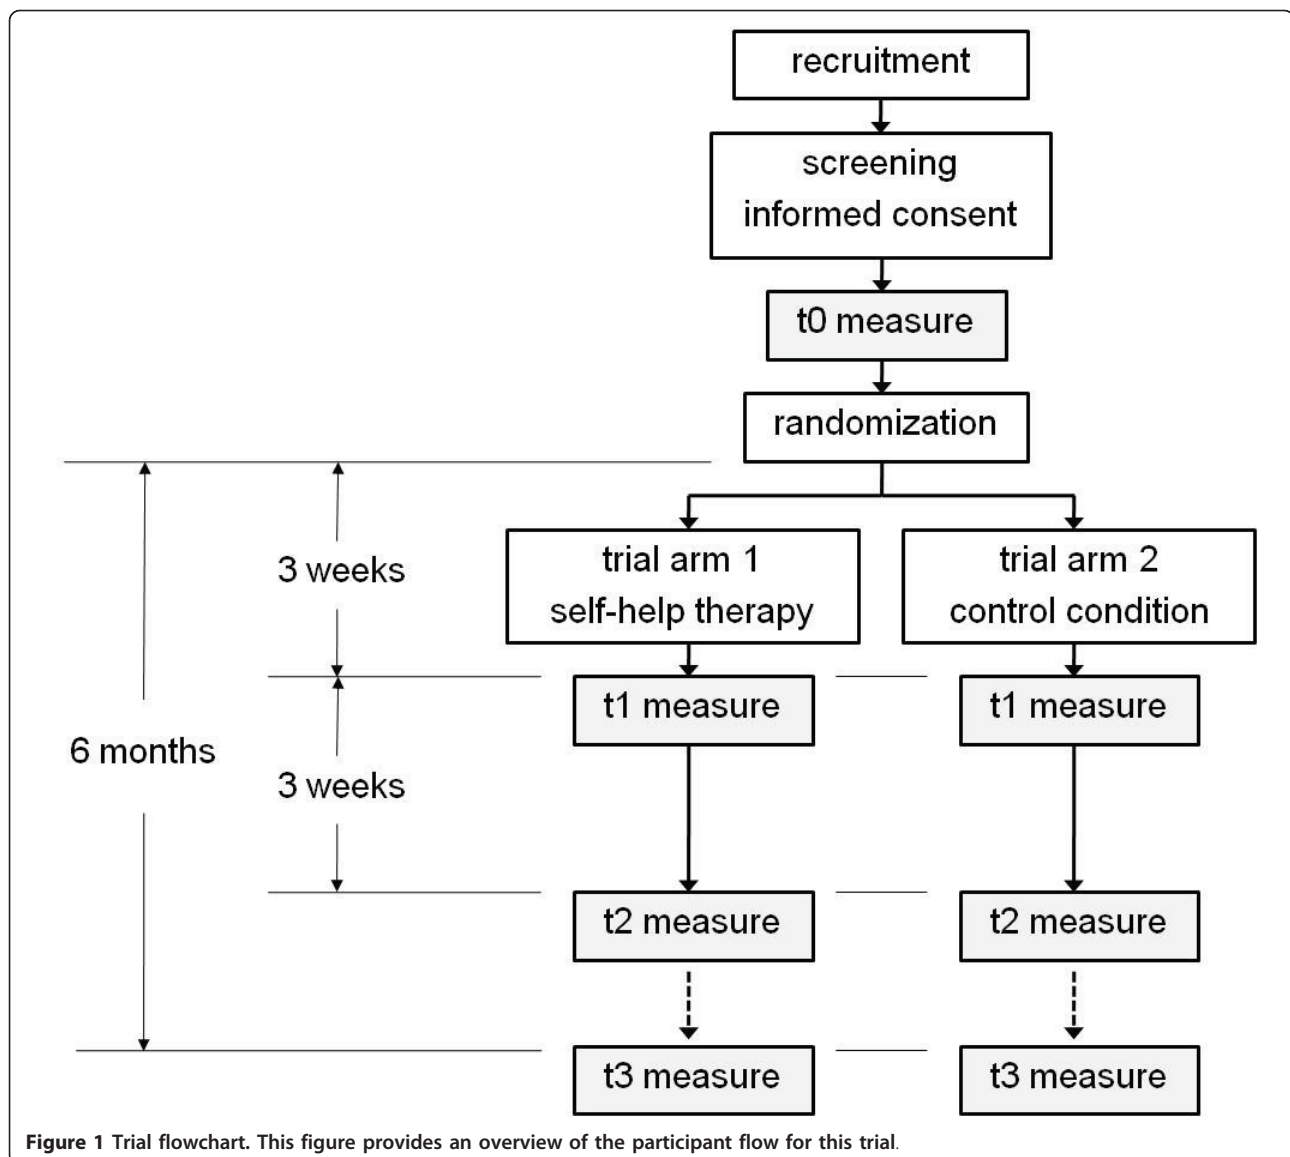 recruitment
screening
informed consent
t0 measure
randomization
trial arm 1
self-help therapy
trial arm 2
control condition
3 weeks
t1 measure
t1 measure
6 months
3 weeks
t2 measure
t2 measure
t3 measure
t3 measure
Figure 1 Trial flowchart. This figure provides an overview of the participant flow for this trial.